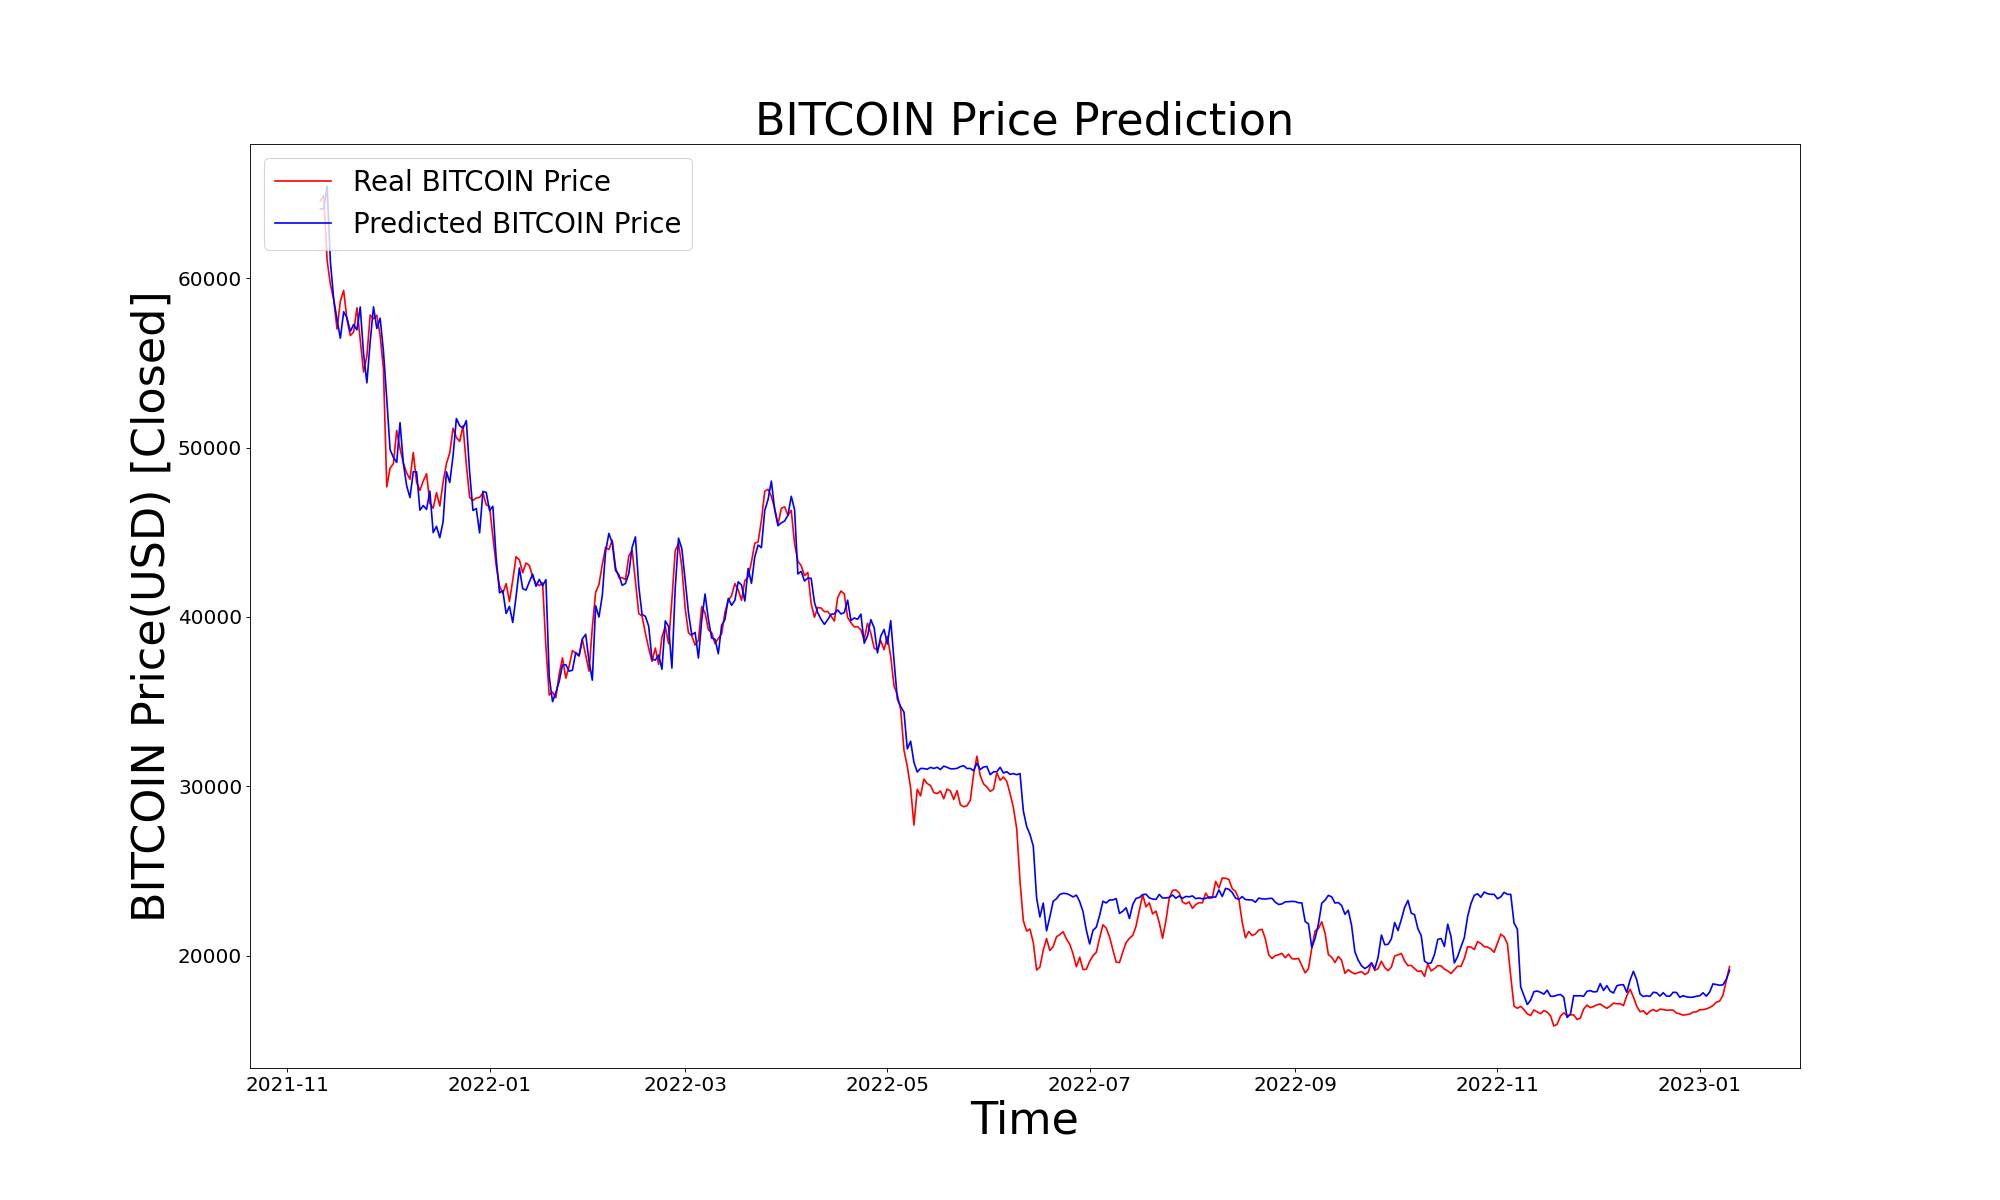 BITCOIN Price Prediction
Real BITCOIN Price
Predicted BITCOIN Price
BITCOIN Price(USD) [Closed]
60000
50000
40000
30000
20000
2021-11
2022-01
2022-03
2022-05
2022-07
2022-09
2022-11
2023-01
Time